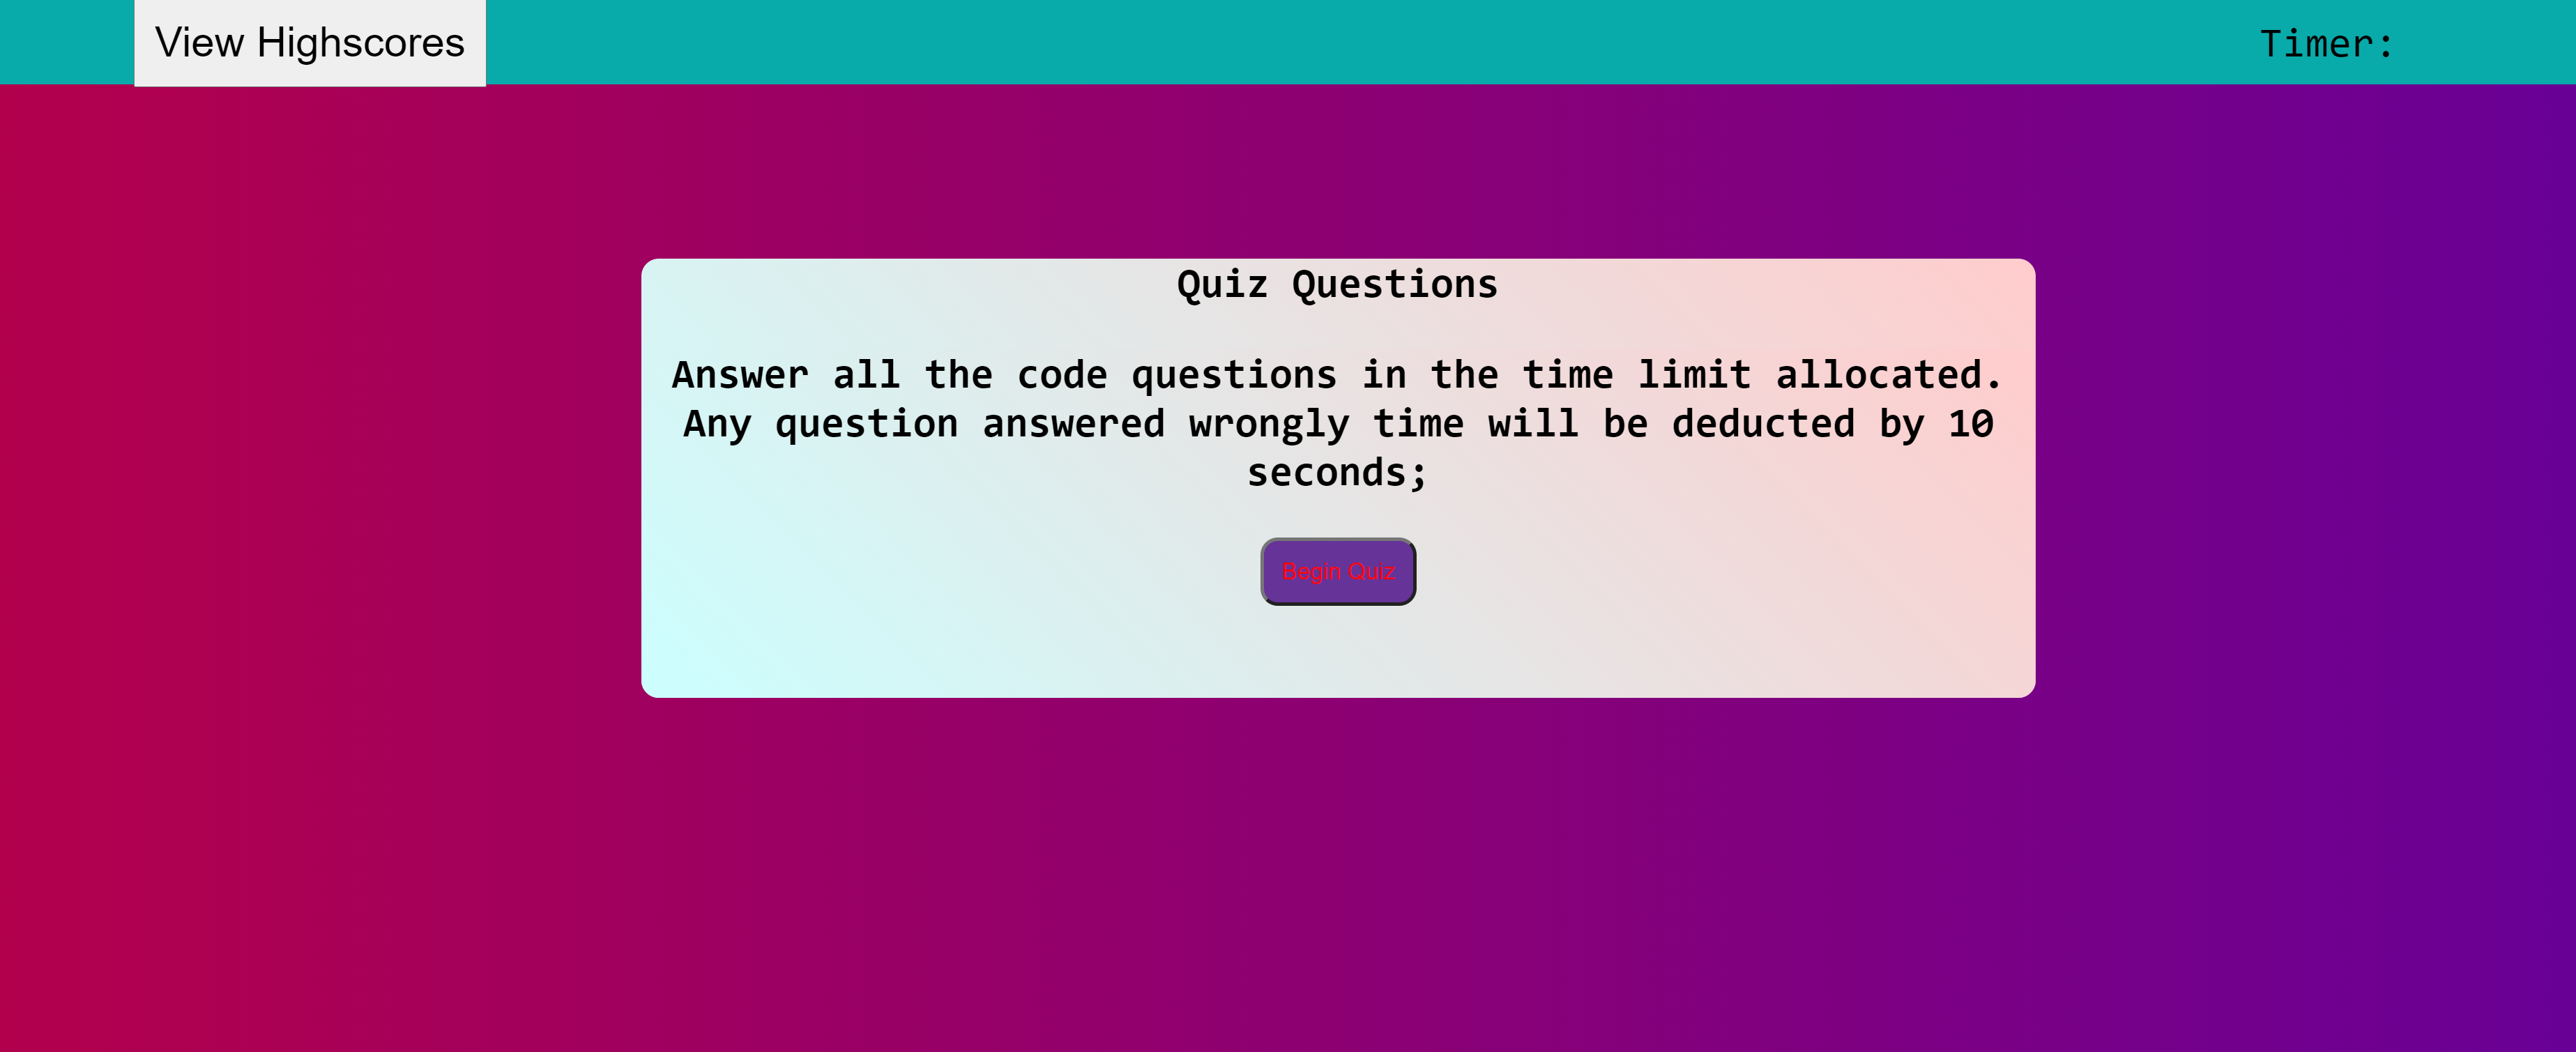 View Highscores
Timer:
Quiz Questions
Answer all the code questions in the time limit allocated.
Any question answered wrongly time will be deducted by 10
seconds;
Begin Quiz